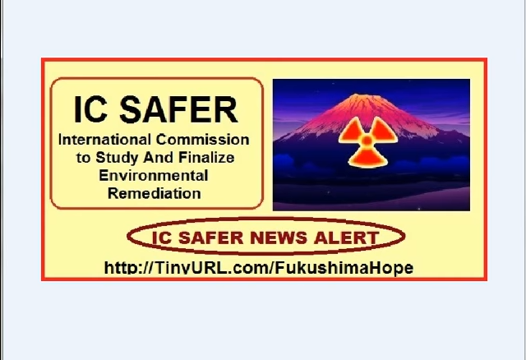 IC SAFER
International Commission
to Study And Finalize
Environmental
Remediation
IC SAFER NEWS ALERT
http://TinyURL.com/FukushimaHope